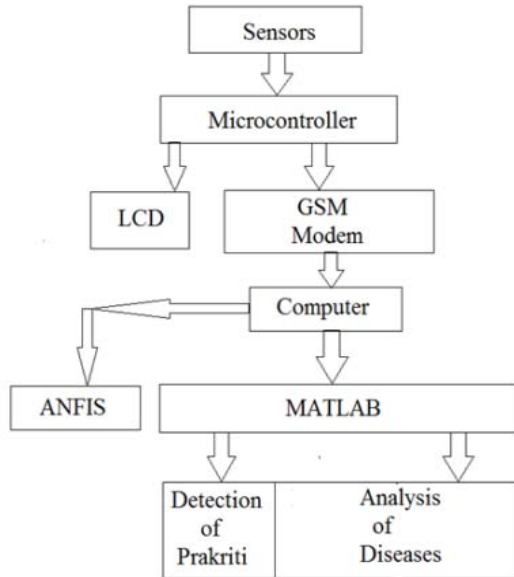 Sensors
Microcontroller
LCD
GSM
Modem
Computer
ANFIS
MATLAB
Detection
of
Prakriti
Analysis
of
Diseases